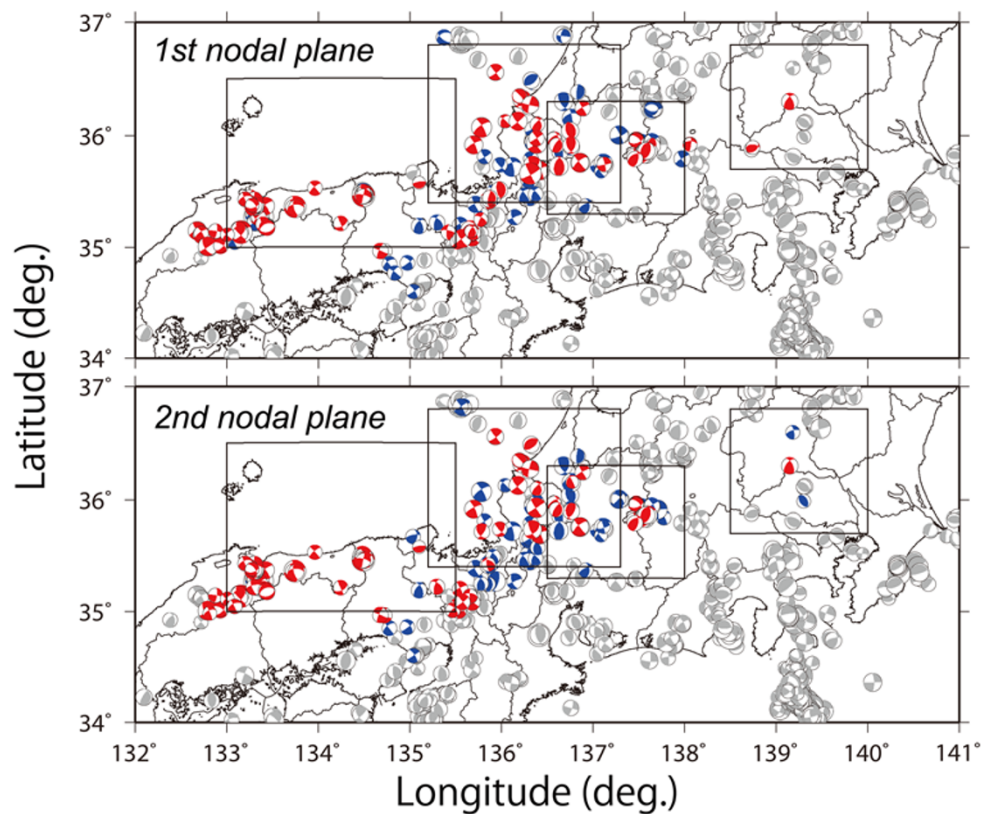 37°
1st nodal plane
36°
35°
34°
37°
2nd nodal plane
36°
35°
34°
132° 133° 134° 135° 136° 137° 138° 139° 140° 141°
Longitude (deg.)
Latitude (deg.)